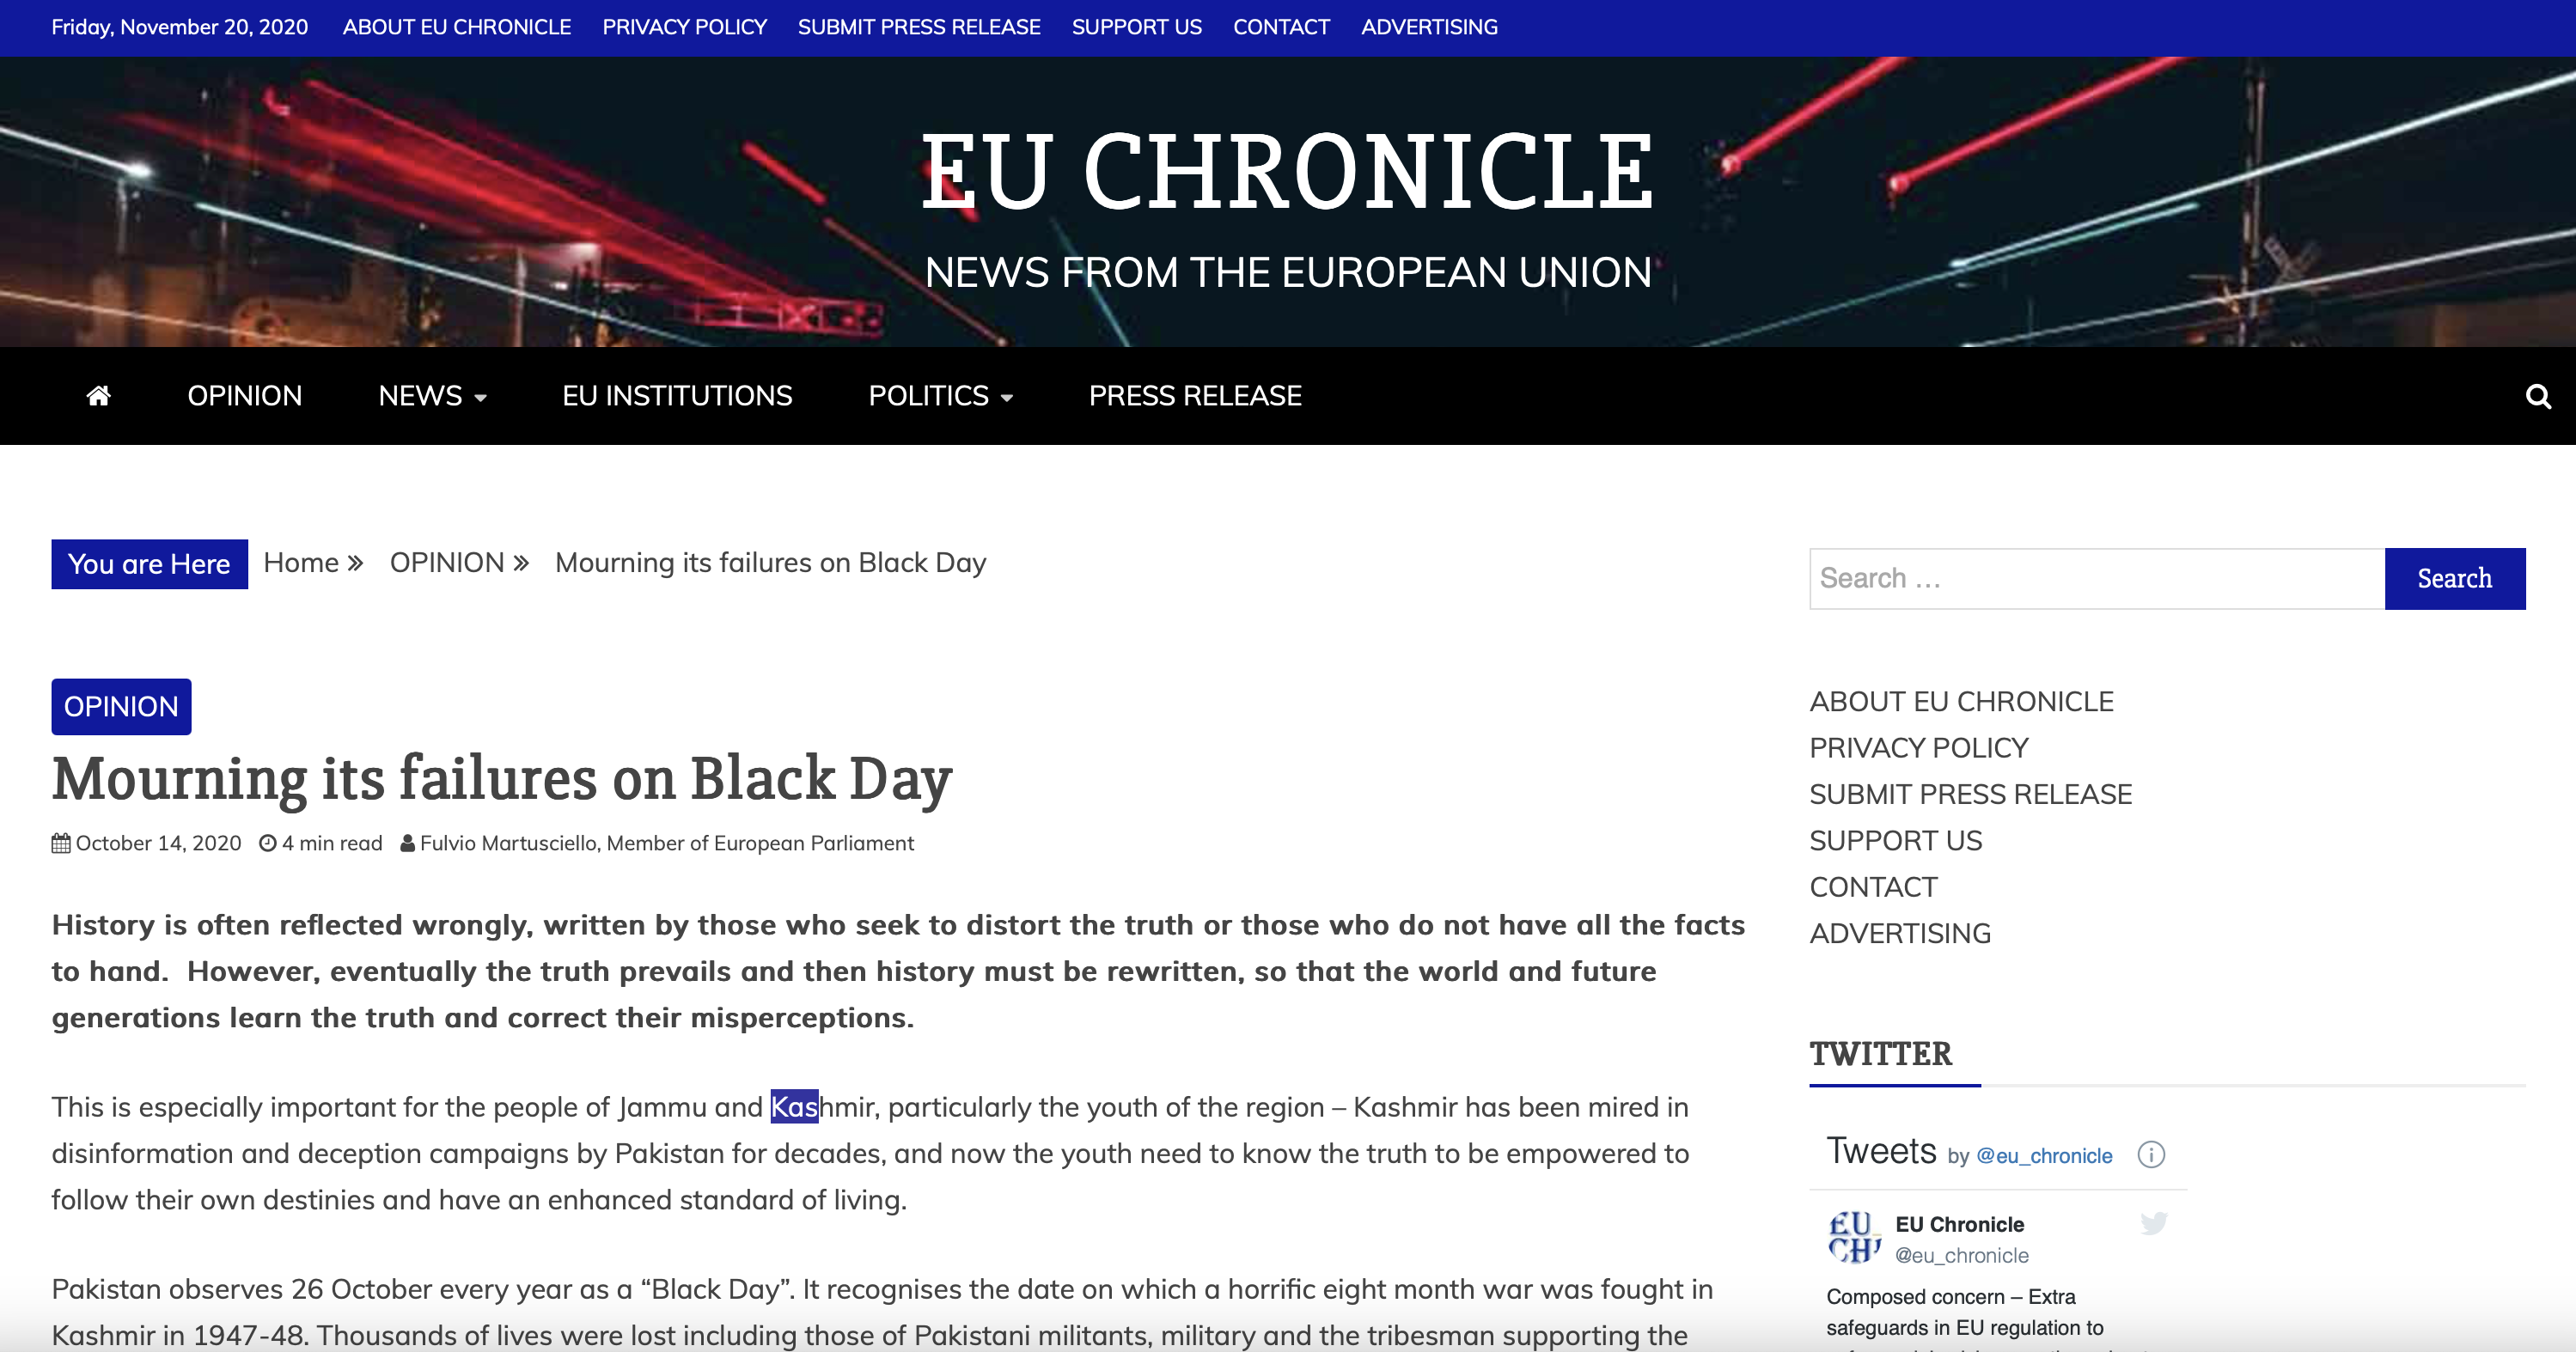 Friday, November 20, 2020 ABOUT EU CHRONICLE PRIVACY POLICY SUBMIT PRESS RELEASE SUPPORT US CONTACT ADVERTISING
EU CHRONICLE
NEWS FROM THE EUROPEAN UNION
OPINION NEWS EU INSTITUTIONS POLITICS PRESS RELEASE
You are Here Home » OPINION » Mourning its failures on Black Day
OPINION
Mourning its failures on Black Day
October 14, 2020 4 min read Fulvio Martusciello, Member of European Parliament
History is often reflected wrongly, written by those who seek to distort the truth or those who do not have all the facts
to hand. However, eventually the truth prevails and then history must be rewritten, so that the world and future
generations learn the truth and correct their misperceptions.
This is especially important for the people of Jammu and Kashmir, particularly the youth of the region – Kashmir has been mired in
disinformation and deception campaigns by Pakistan for decades, and now the youth need to know the truth to be empowered to
follow their own destinies and have an enhanced standard of living.
Pakistan observes 26 October every year as a “Black Day”. It recognises the date on which a horrific eight month war was fought in
Kashmir in 1947-48. Thousands of lives were lost including those of Pakistani militants, military and the tribesman supporting the
Search …
Search
ABOUT EU CHRONICLE
PRIVACY POLICY
SUBMIT PRESS RELEASE
SUPPORT US
CONTACT
ADVERTISING
TWITTER
Tweets by @eu_chronicle
EU CH
EU Chronicle
@eu_chronicle
Composed concern – Extra
safeguards in EU regulation to